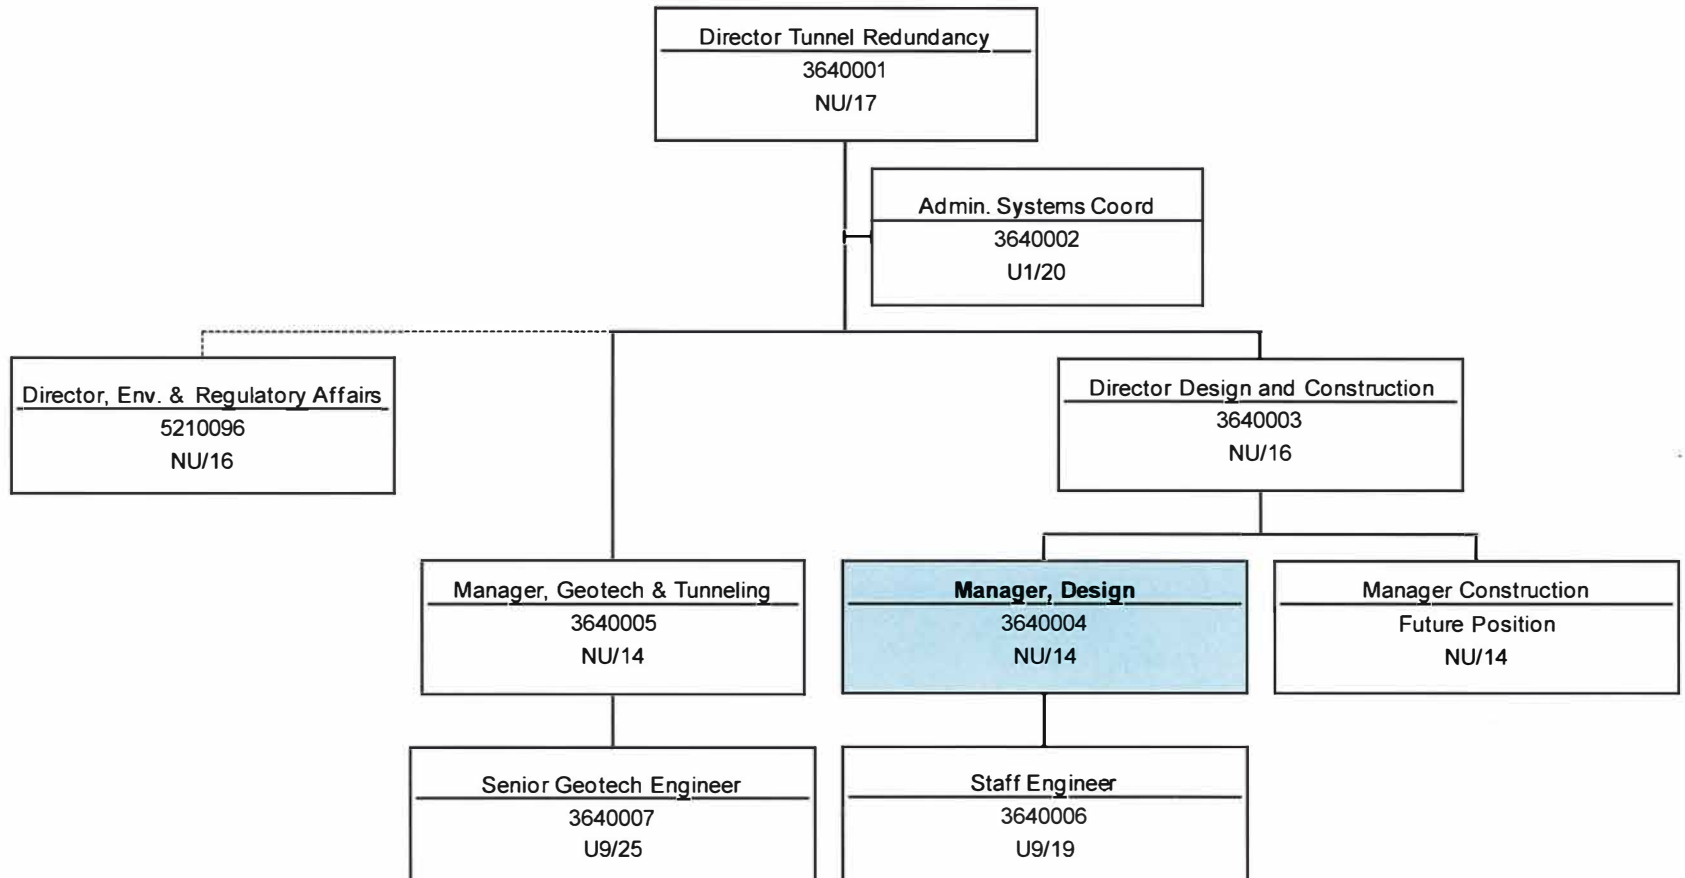 Director Tunnel Redundancy
3640001
NU/17
Admin. Systems Coord
3640002
U1/20
Director, Env. & Regulatory Affairs
5210096
NU/16
Director Design and Construction
3640003
NU/16
Manager, Geotech & Tunneling
3640005
NU/14
Manager, Design
3640004
NU/14
Manager Construction
Future Position
NU/14
Senior Geotech Engineer
3640007
U9/25
Staff Engineer
3640006
U9/19